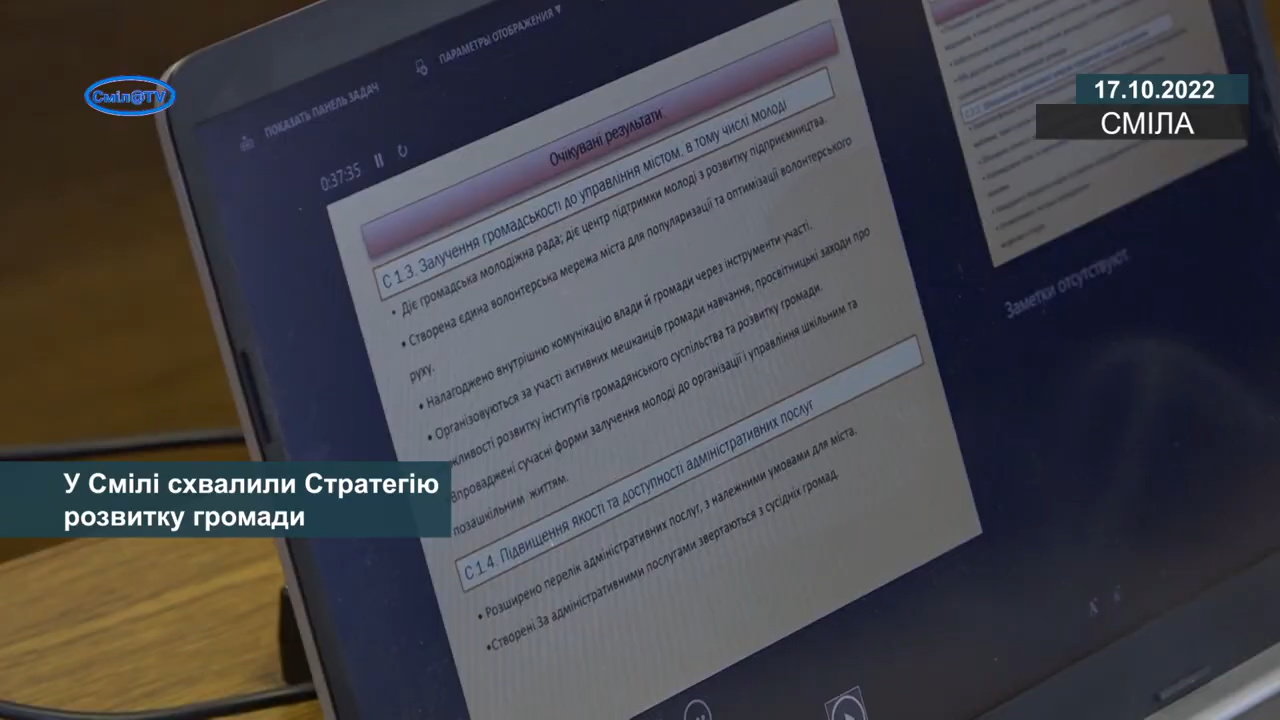 Сміл@TV
17.10.2022
СМІЛА
ПОКАЗАТЬ ПАНЕЛЬ ЗАДАЧ
ПАРАМЕТРЫ ОТОБРАЖЕНИЯ
0:37:35
Очікувані результати
С 1.3. Залучення громадськості до управління містом, в тому числі молоді
• Діє громадська молодіжна рада; діє центр підтримки молоді з розвитку підприємництва.
• Створена єдина волонтерська мережа міста для популяризації та оптимізації волонтерського
руху.
• Налагоджено внутрішню комунікацію влади й громади через інструменти участі.
• Організовуються за участі активних мешканців громади навчання, просвітницькі заходи про
жливості розвитку інститутів громадянського суспільства та розвитку громади.
Впроваджені сучасні форми залучення молоді до організації і управління шкільним та
позашкільним життям.
С 1.4. Підвищення якості та доступності адміністративних послуг
• Розширено перелік адміністративних послуг, з належними умовами для міста.
•Створені За адміністративними послугами звертаються з сусідніх громад.
Заметки отсутствуют
У Смілі схвалили Стратегію
розвитку громади